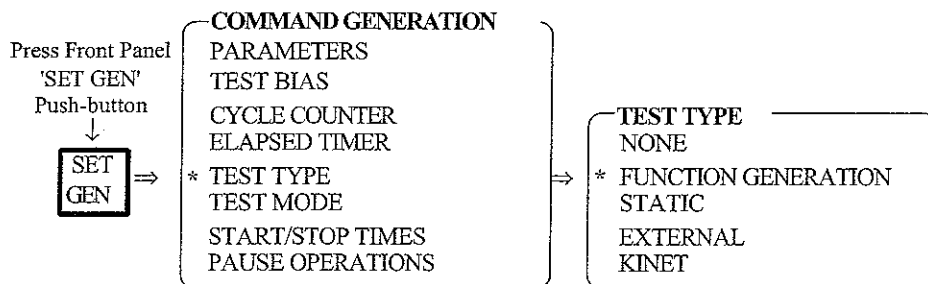 Press Front Panel
'SET GEN'
Push-button
↓
SET
GEN
⇒
COMMAND GENERATION
PARAMETERS
TEST BIAS
CYCLE COUNTER
ELAPSED TIMER
* TEST TYPE
TEST MODE
START/STOP TIMES
PAUSE OPERATIONS
⇒
TEST TYPE
NONE
* FUNCTION GENERATION
STATIC
EXTERNAL
KINET